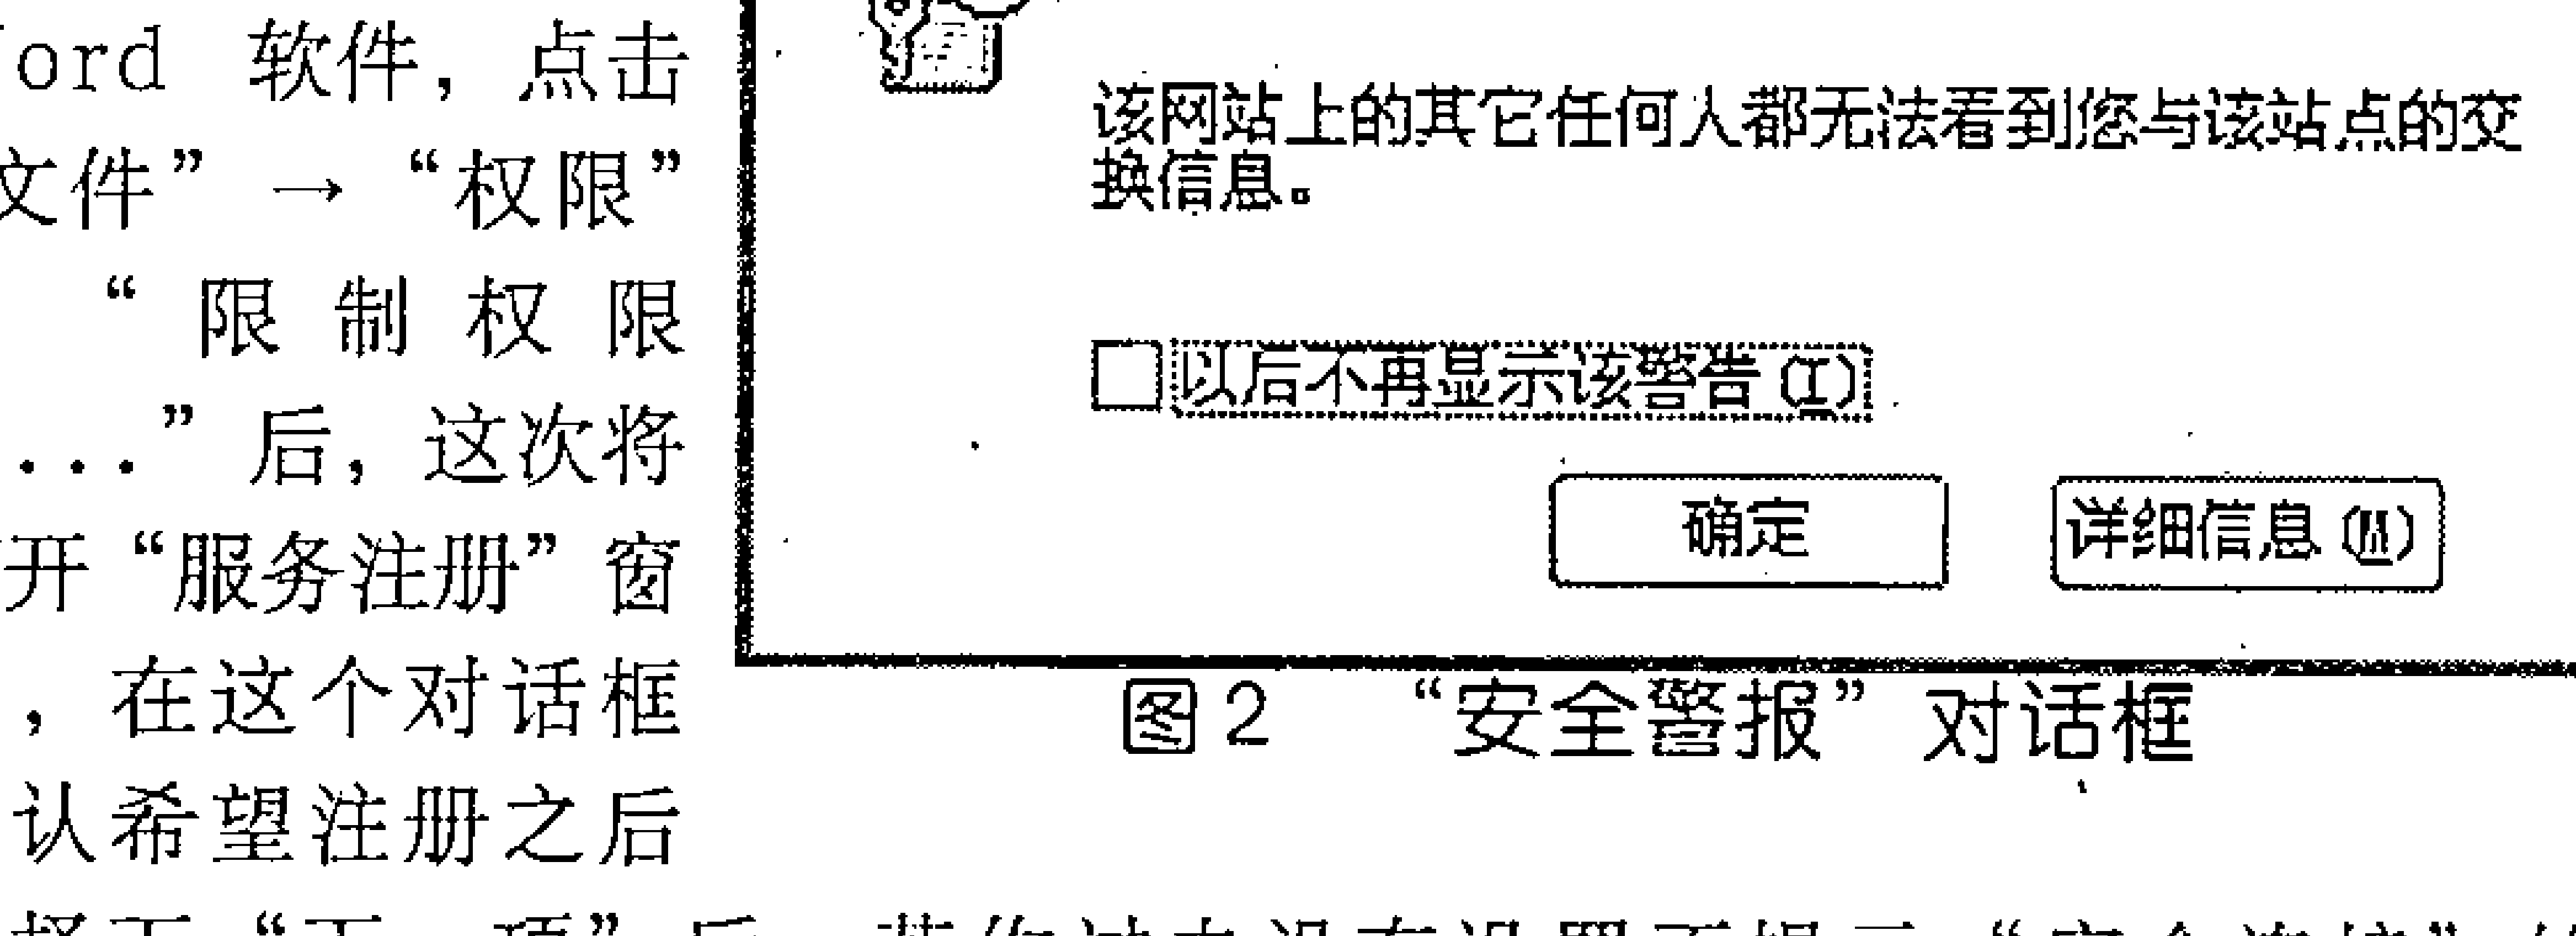 ord 软件，点击
文件”→“权限”
“限制权限
...”后，这次将
开“服务注册”窗
，在这个对话框
认希望注册之后
该网站上的其它任何人都无法看到您与该站点的交
换信息。
以后不再显示该警告(I)
确定
详细信息(M)
图2 “安全警报”对话框